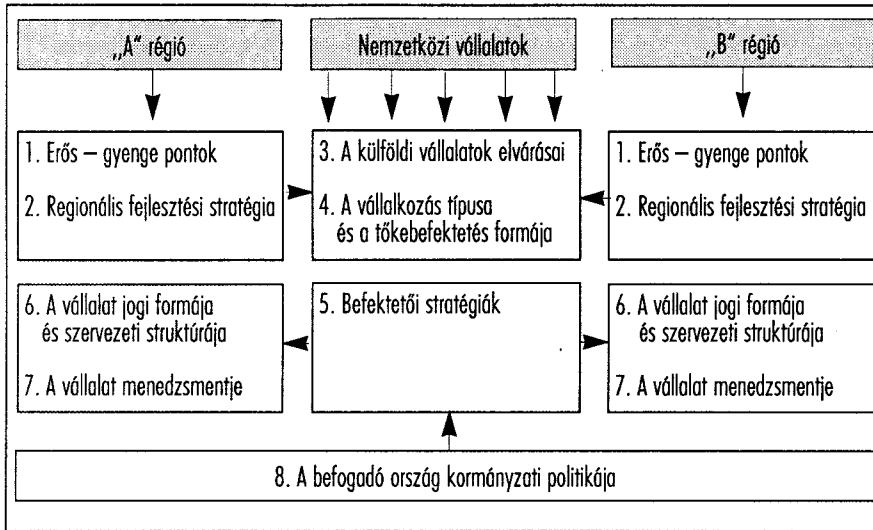 „A“ régió
Nemzetközi vállalatok
„B“ régió
1. Erős – gyenge pontok
2. Regionális fejlesztési stratégia
3. A külföldi vállalatok elvárásai
4. A vállalkozás típusa
és a tőkebefektetés formája
1. Erős – gyenge pontok
2. Regionális fejlesztési stratégia
6. A vállalat jogi formája
és szervezeti struktúrája
7. A vállalat menedzsmentje
5. Befektetői stratégiák
6. A vállalat jogi formája
és szervezeti struktúrája
7. A vállalat menedzsmentje
8. A befogadó ország kormányzati politikája